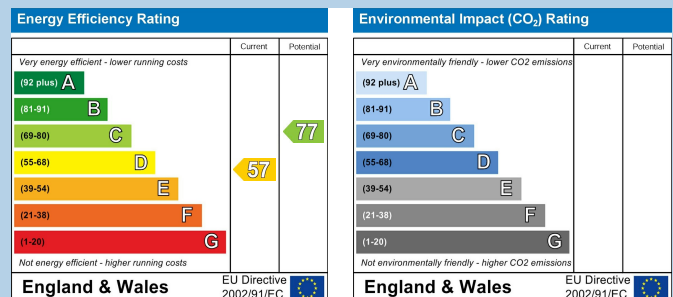 Energy Efficiency Rating
Current Potential
Very energy efficient - lower running costs
(92 plus) A
(81-91) B
(69-80) C
77
(55-68) D
57
(39-54) E
(21-38) F
(1-20) G
Not energy efficient - higher running costs
England & Wales
EU Directive
2002/91/EC
Environmental Impact (CO₂) Rating
Current Potential
Very environmentally friendly - lower CO2 emissions
(92 plus) A
(81-91) B
(69-80) C
(55-68) D
(39-54) E
(21-38) F
(1-20) G
Not environmentally friendly - higher CO2 emissions
England & Wales
EU Directive
2002/91/EC